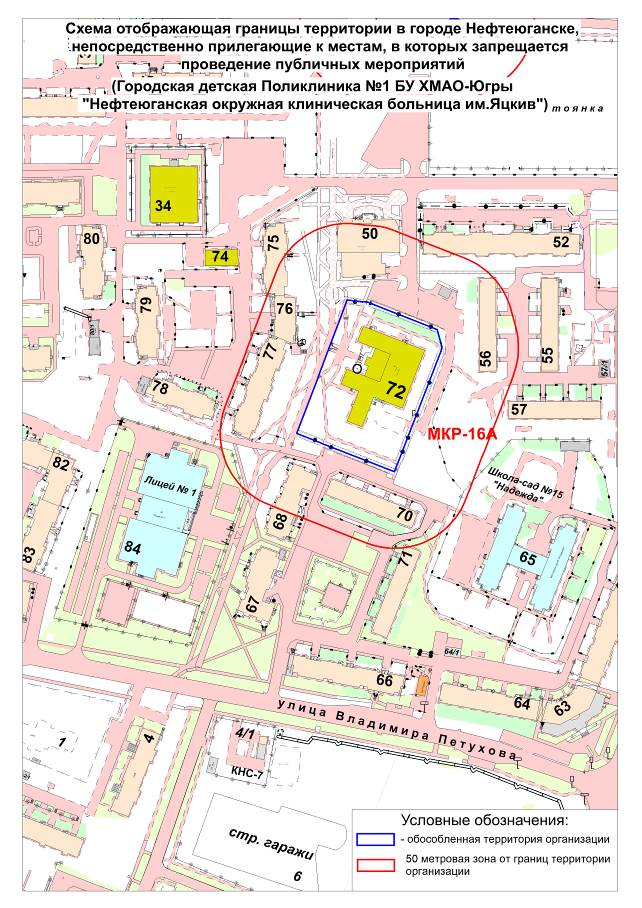 Схема отображающая границы территории в городе Нефтеюганске,
непосредственно прилегающие к местам, в которых запрещается
проведение публичных мероприятий
(Городская детская Поликлиника №1 БУ ХМАО-Югры
"Нефтеюганская окружная клиническая больница им.Яцкив")
тоянка
34
80
74
75
50
52
79
76
77
56
55
57/1
78
72
57
МКР-16А
82
Лицей № 1
Школа-сад №15
"Надежда"
68
70
84
83
71
65
67
64/1
66
64
63
улица Владимира Петухова
1
4
4/1
КНС-7
стр. гаражи
6
Условные обозначения:
- обособленная территория организации
50 метровая зона от границ территории
организации